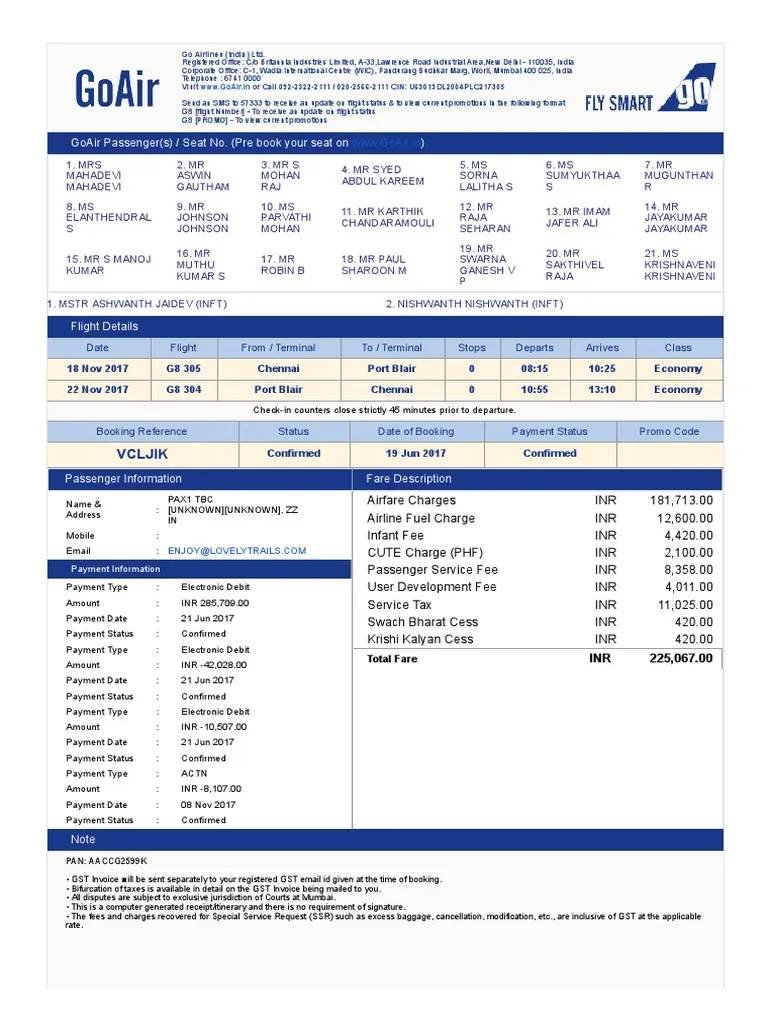 GoAir
Go Airlines (India) Ltd.
Registered Office: C/o Britannia Industries Limited, A-33,Lawrence Road Industrial Area,New Delhi - 110035, India
Corporate Office: C-1, Wadia International Centre (WIC), Pandurang Budhkar Marg, Worli, Mumbai 400 025, India
Telephone : 6741 0000
Visit www.GoAir.in or Call 092-2322-2111 / 020-2566-2111 CIN: U63013DL2004PLC217305
Send an SMS to 57333 to receive an update on flight status & to view current promotions in the following format
G8 [flight Number] - To receive an update on flight status
G8 [PROMO] - To view current promotions
FLY SMART go
GoAir Passenger(s) / Seat No. (Pre book your seat on www.GoAir.in)
1. MRS MAHADEVI MAHADEVI 2. MR ASWIN GAUTHAM 3. MR S MOHAN RAJ 4. MR SYED ABDUL KAREEM 5. MS SORNA LALITHA S 6. MS SUMYUKTHAA S 7. MR MUGUNTHAN R
8. MS ELANTHENDRAL S 9. MR JOHNSON JOHNSON 10. MS PARVATHI MOHAN 11. MR KARTHIK CHANDARAMOULI 12. MR RAJA SEHARAN 13. MR IMAM JAFER ALI 14. MR JAYAKUMAR JAYAKUMAR
15. MR S MANOJ KUMAR 16. MR MUTHU KUMAR S 17. MR ROBIN B 18. MR PAUL SHAROON M 19. MR SWARNA GANESH V P 20. MR SAKTHIVEL RAJA 21. MS KRISHNAVENI KRISHNAVENI
1. MSTR ASHWANTH JAIDEV (INFT) 2. NISHWANTH NISHWANTH (INFT)
Flight Details
Date Flight From / Terminal To / Terminal Stops Departs Arrives Class
18 Nov 2017 G8 305 Chennai Port Blair 0 08:15 10:25 Economy
22 Nov 2017 G8 304 Port Blair Chennai 0 10:55 13:10 Economy
Check-in counters close strictly 45 minutes prior to departure.
Booking Reference Status Date of Booking Payment Status Promo Code
VCLJIK Confirmed 19 Jun 2017 Confirmed
Passenger Information
Name & Address : PAX1 TBC
[UNKNOWN][UNKNOWN], ZZ
IN
Mobile :
Email : ENJOY@LOVELYTRAILS.COM
Payment Information
Payment Type : Electronic Debit
Amount : INR 285,709.00
Payment Date : 21 Jun 2017
Payment Status : Confirmed
Payment Type : Electronic Debit
Amount : INR -42,028.00
Payment Date : 21 Jun 2017
Payment Status : Confirmed
Payment Type : Electronic Debit
Amount : INR -10,507.00
Payment Date : 21 Jun 2017
Payment Status : Confirmed
Payment Type : ACTN
Amount : INR -8,107.00
Payment Date : 08 Nov 2017
Payment Status : Confirmed
Fare Description
Airfare Charges INR 181,713.00
Airline Fuel Charge INR 12,600.00
Infant Fee INR 4,420.00
CUTE Charge (PHF) INR 2,100.00
Passenger Service Fee INR 8,358.00
User Development Fee INR 4,011.00
Service Tax INR 11,025.00
Swach Bharat Cess INR 420.00
Krishi Kalyan Cess INR 420.00
Total Fare INR 225,067.00
Note
PAN: AACCG2599K
• GST Invoice will be sent separately to your registered GST email id given at the time of booking.
• Bifurcation of taxes is available in detail on the GST Invoice being mailed to you.
• All disputes are subject to exclusive jurisdiction of Courts at Mumbai.
• This is a computer generated receipt/itinerary and there is no requirement of signature.
• The fees and charges recovered for Special Service Request (SSR) such as excess baggage, cancellation, modification, etc., are inclusive of GST at the applicable
rate.